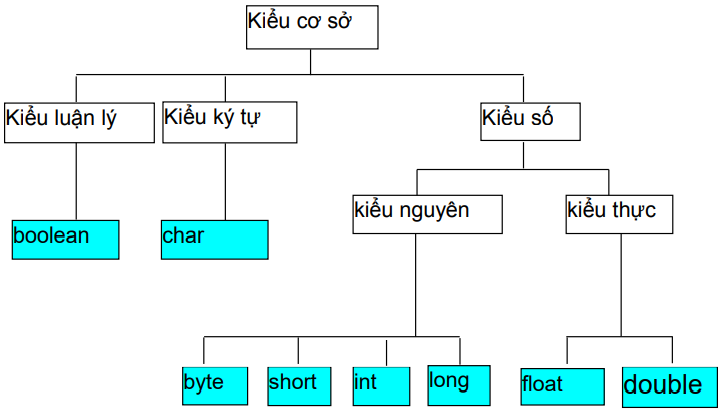 Kiểu cơ sở
Kiểu luận lý
Kiểu ký tự
Kiểu số
kiểu nguyên
kiểu thực
boolean
char
byte
short
int
long
float
double